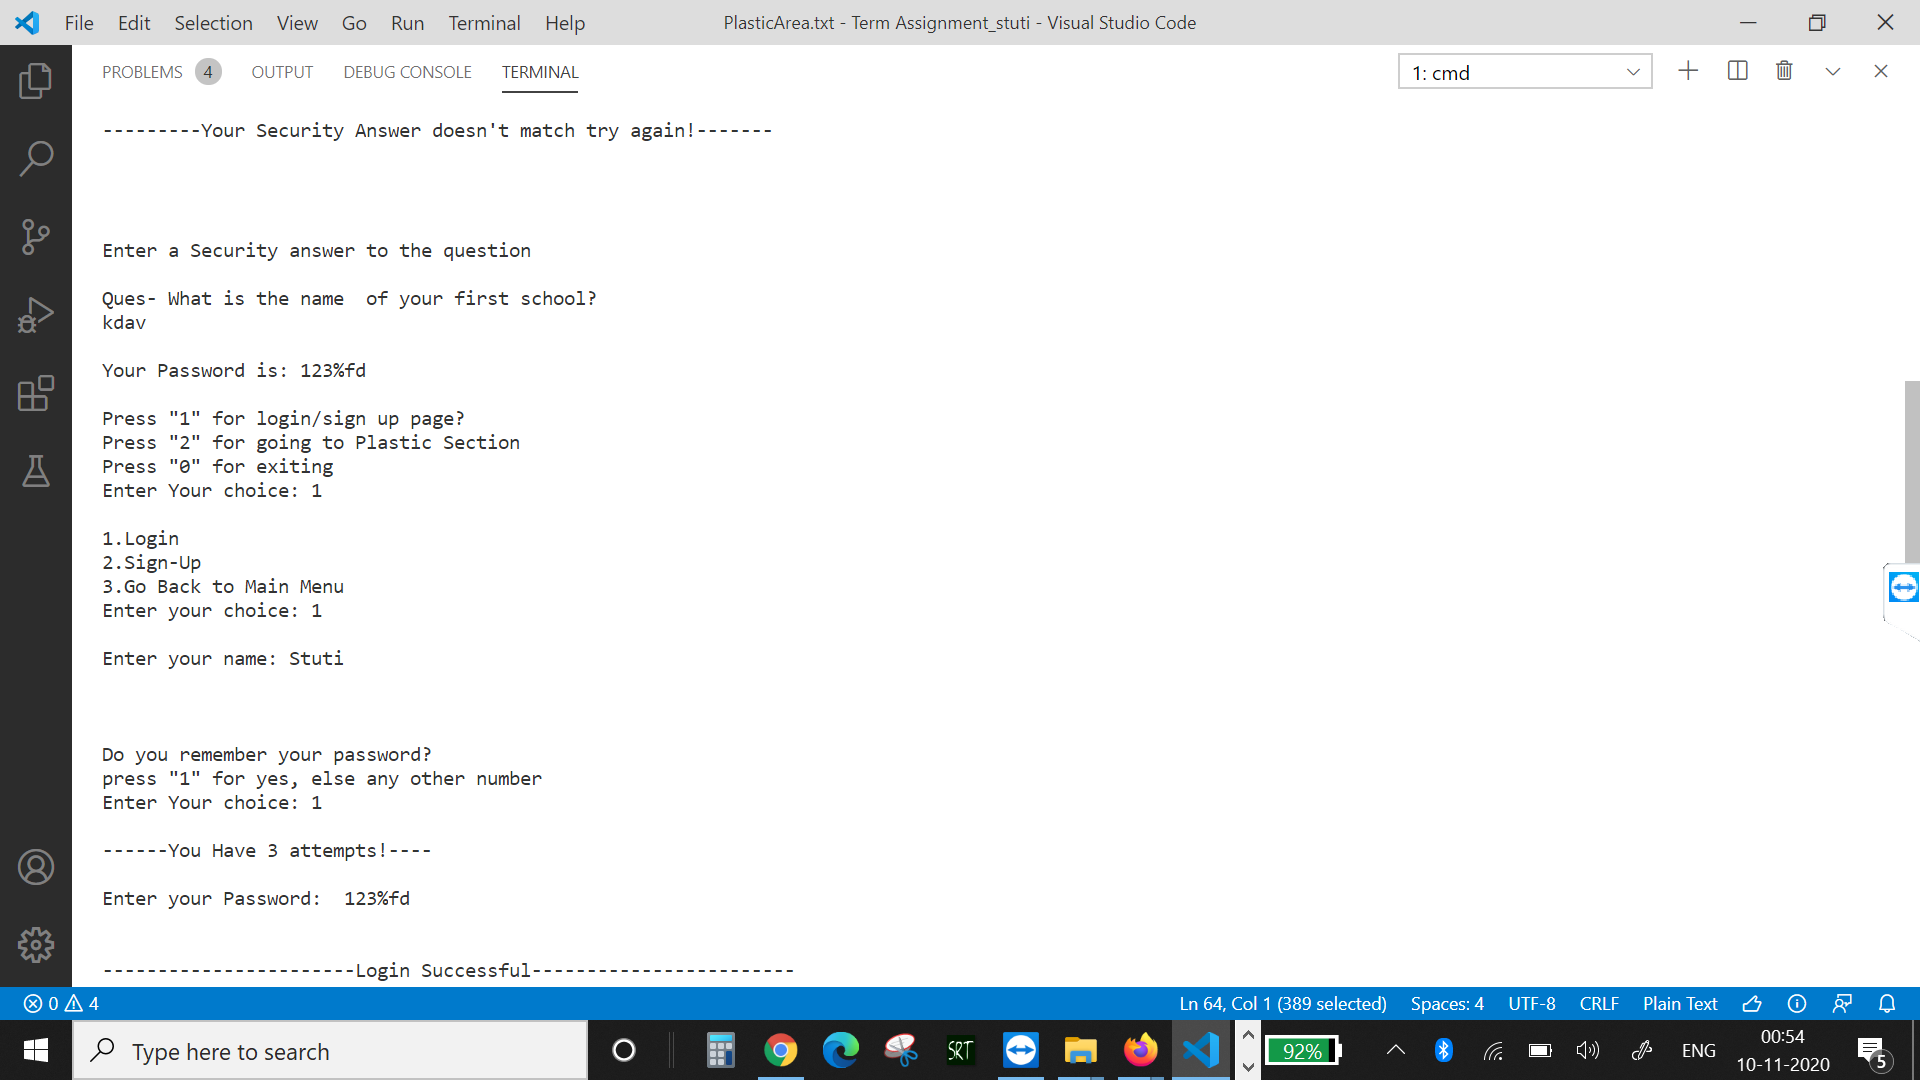 File Edit Selection View Go Run Terminal Help PlasticArea.txt - Term Assignment_stuti - Visual Studio Code
PROBLEMS 4 OUTPUT DEBUG CONSOLE TERMINAL 1: cmd
---------Your Security Answer doesn't match try again!-------
Enter a Security answer to the question
Ques- What is the name  of your first school?
kdav
Your Password is: 123%fd
Press "1" for login/sign up page?
Press "2" for going to Plastic Section
Press "0" for exiting
Enter Your choice: 1
1.Login
2.Sign-Up
3.Go Back to Main Menu
Enter your choice: 1
Enter your name: Stuti
Do you remember your password?
press "1" for yes, else any other number
Enter Your choice: 1
------You Have 3 attempts!----
Enter your Password:  123%fd
-----------------------Login Successful------------------------
0 4 Ln 64, Col 1 (389 selected) Spaces: 4 UTF-8 CRLF Plain Text
Type here to search SRT 92% ENG 00:54
10-11-2020 5